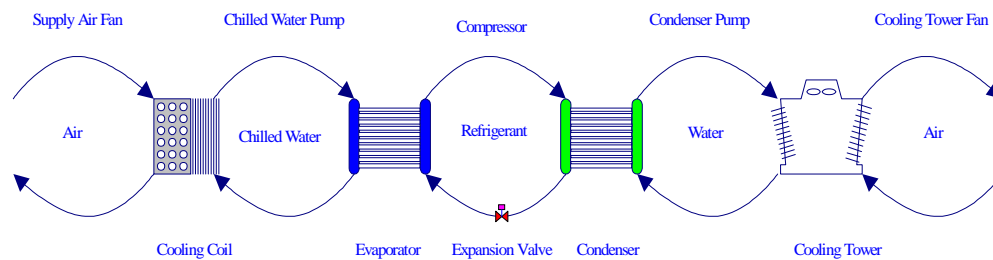 Supply Air Fan
Chilled Water Pump
Compressor
Condenser Pump
Cooling Tower Fan
Air
Chilled Water
Refrigerant
Water
Air
Cooling Coil
Evaporator
Expansion Valve
Condenser
Cooling Tower